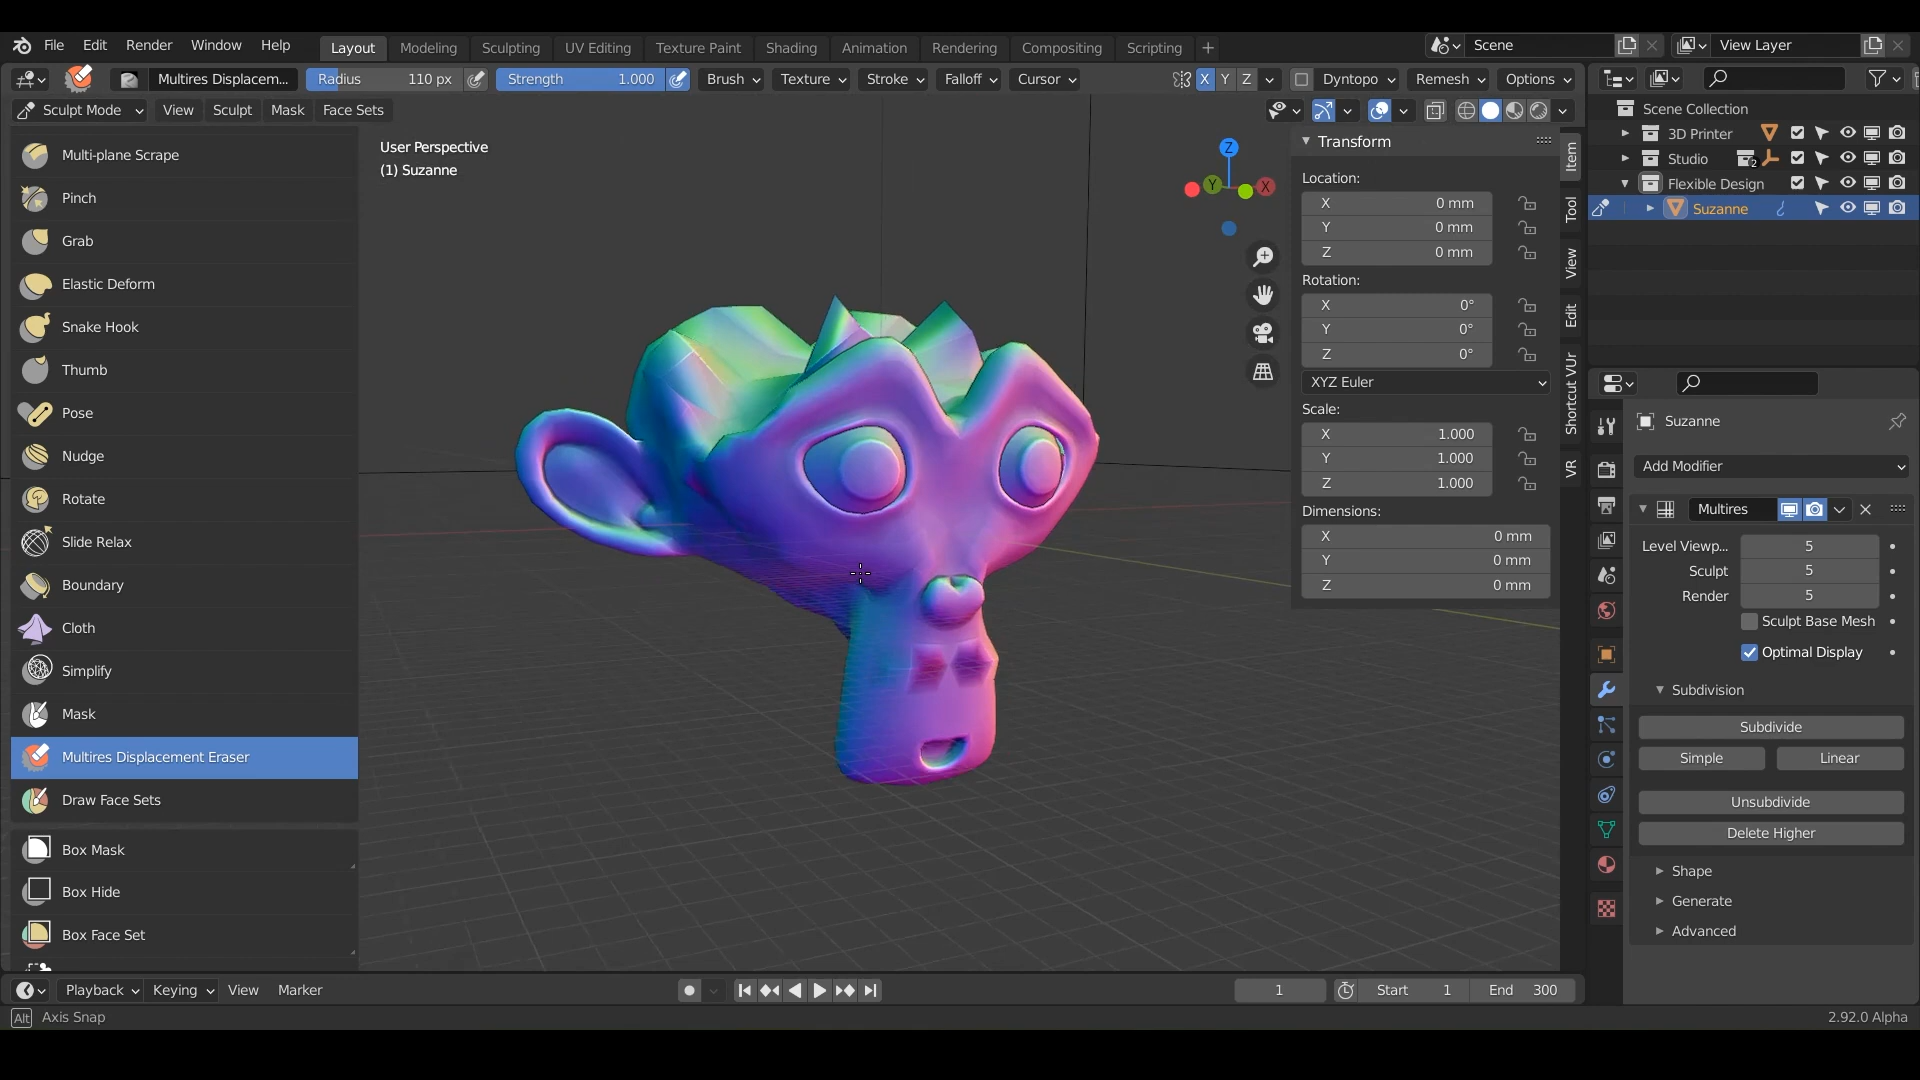 File Edit Render Window Help Layout Modeling Sculpting UV Editing Texture Paint Shading Animation Rendering Compositing Scripting + Scene View Layer
Multires Displacem... Radius 110 px Strength 1.000 Brush Texture Stroke Falloff Cursor X Y Z Dyntopo Remesh Options
Sculpt Mode View Sculpt Mask Face Sets
Multi-plane Scrape
Pinch
Grab
Elastic Deform
Snake Hook
Thumb
Pose
Nudge
Rotate
Slide Relax
Boundary
Cloth
Simplify
Mask
Multires Displacement Eraser
Draw Face Sets
Box Mask
Box Hide
Box Face Set
User Perspective
(1) Suzanne
Z
Y
X
Transform
Location:
X 0 mm
Y 0 mm
Z 0 mm
Rotation:
X 0°
Y 0°
Z 0°
XYZ Euler
Scale:
X 1.000
Y 1.000
Z 1.000
Dimensions:
X 0 mm
Y 0 mm
Z 0 mm
Item
Tool
View
Edit
Shortcut VUr
VR
Scene Collection
3D Printer
Studio 2
Flexible Design
Suzanne
Suzanne
Add Modifier
Multires
Level Viewp... 5
Sculpt 5
Render 5
Sculpt Base Mesh
Optimal Display
Subdivision
Subdivide
Simple Linear
Unsubdivide
Delete Higher
Shape
Generate
Advanced
Playback Keying View Marker 1 Start 1 End 300
Alt Axis Snap 2.92.0 Alpha